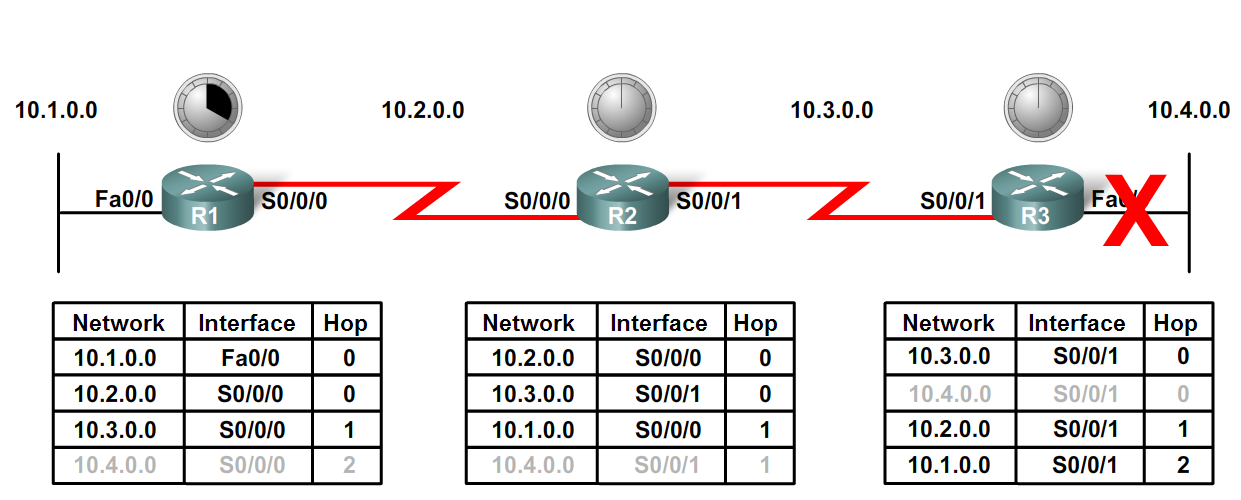 10.1.0.0 10.2.0.0 10.3.0.0 10.4.0.0
Fa0/0 S0/0/0 S0/0/0 S0/0/1 S0/0/1
R1 R2 R3
Network Interface Hop
10.1.0.0 Fa0/0 0
10.2.0.0 S0/0/0 0
10.3.0.0 S0/0/0 1
10.4.0.0 S0/0/0 2
Network Interface Hop
10.2.0.0 S0/0/0 0
10.3.0.0 S0/0/1 0
10.1.0.0 S0/0/0 1
10.4.0.0 S0/0/1 1
Network Interface Hop
10.3.0.0 S0/0/1 0
10.4.0.0 S0/0/1 0
10.2.0.0 S0/0/1 1
10.1.0.0 S0/0/1 2